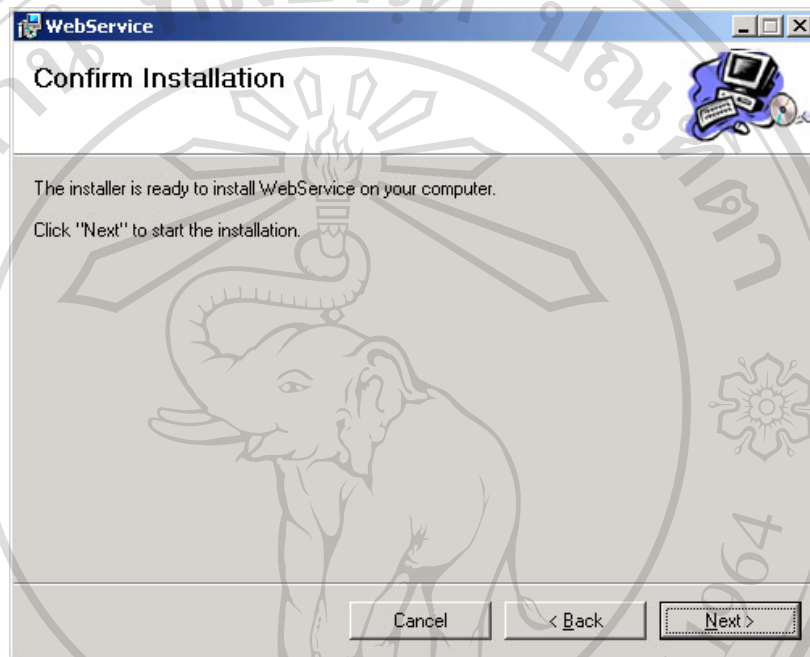 WebService
Confirm Installation
The installer is ready to install WebService on your computer.
Click "Next" to start the installation.
Cancel
< Back
Next >
1964